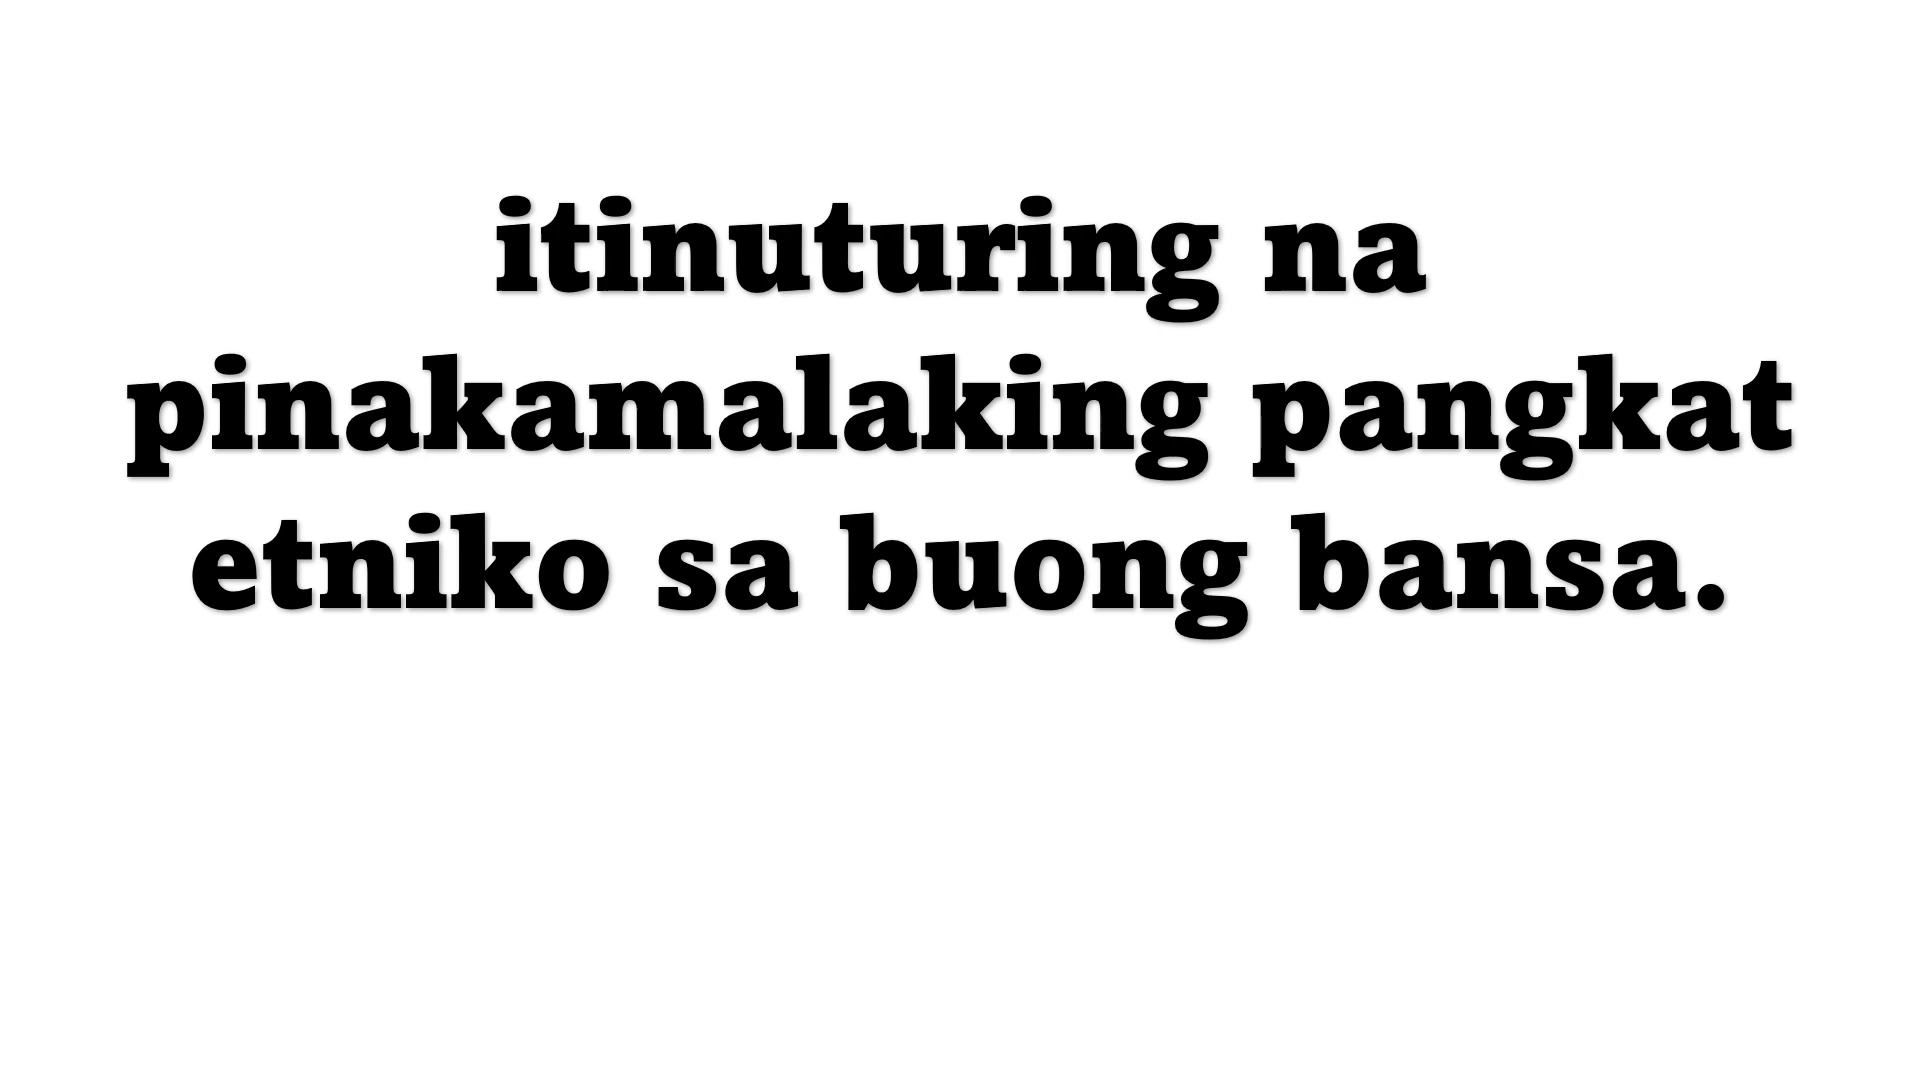 itinuturing na
pinakamalaking pangkat
etniko sa buong bansa.